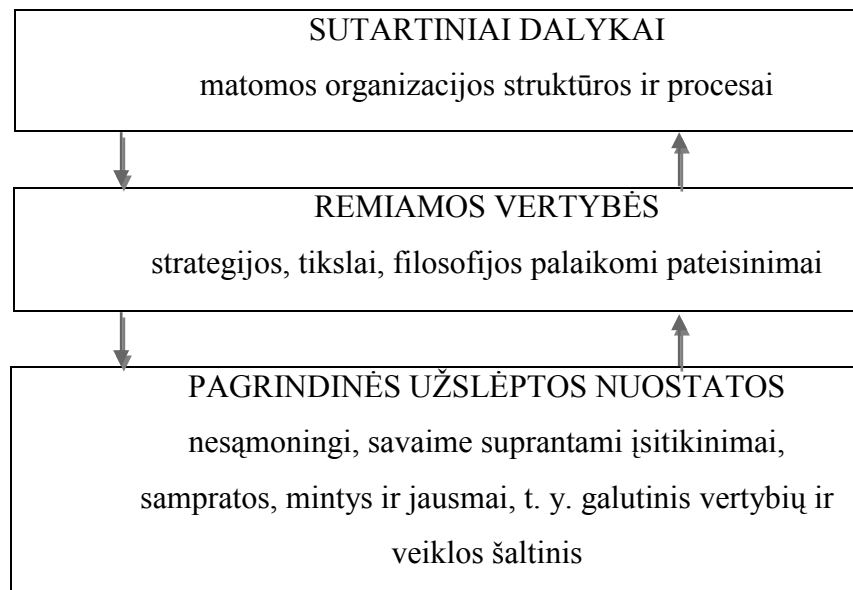 SUTARTINIAI DALYKAI
matomos organizacijos struktūros ir procesai
REMIAMOS VERTYBĖS
strategijos, tikslai, filosofijos palaikomi pateisinimai
PAGRINDINĖS UŽSLĖPTOS NUOSTATOS
nesąmoningi, savaime suprantami įsitikinimai,
sampratos, mintys ir jausmai, t. y. galutinis vertybių ir
veiklos šaltinis